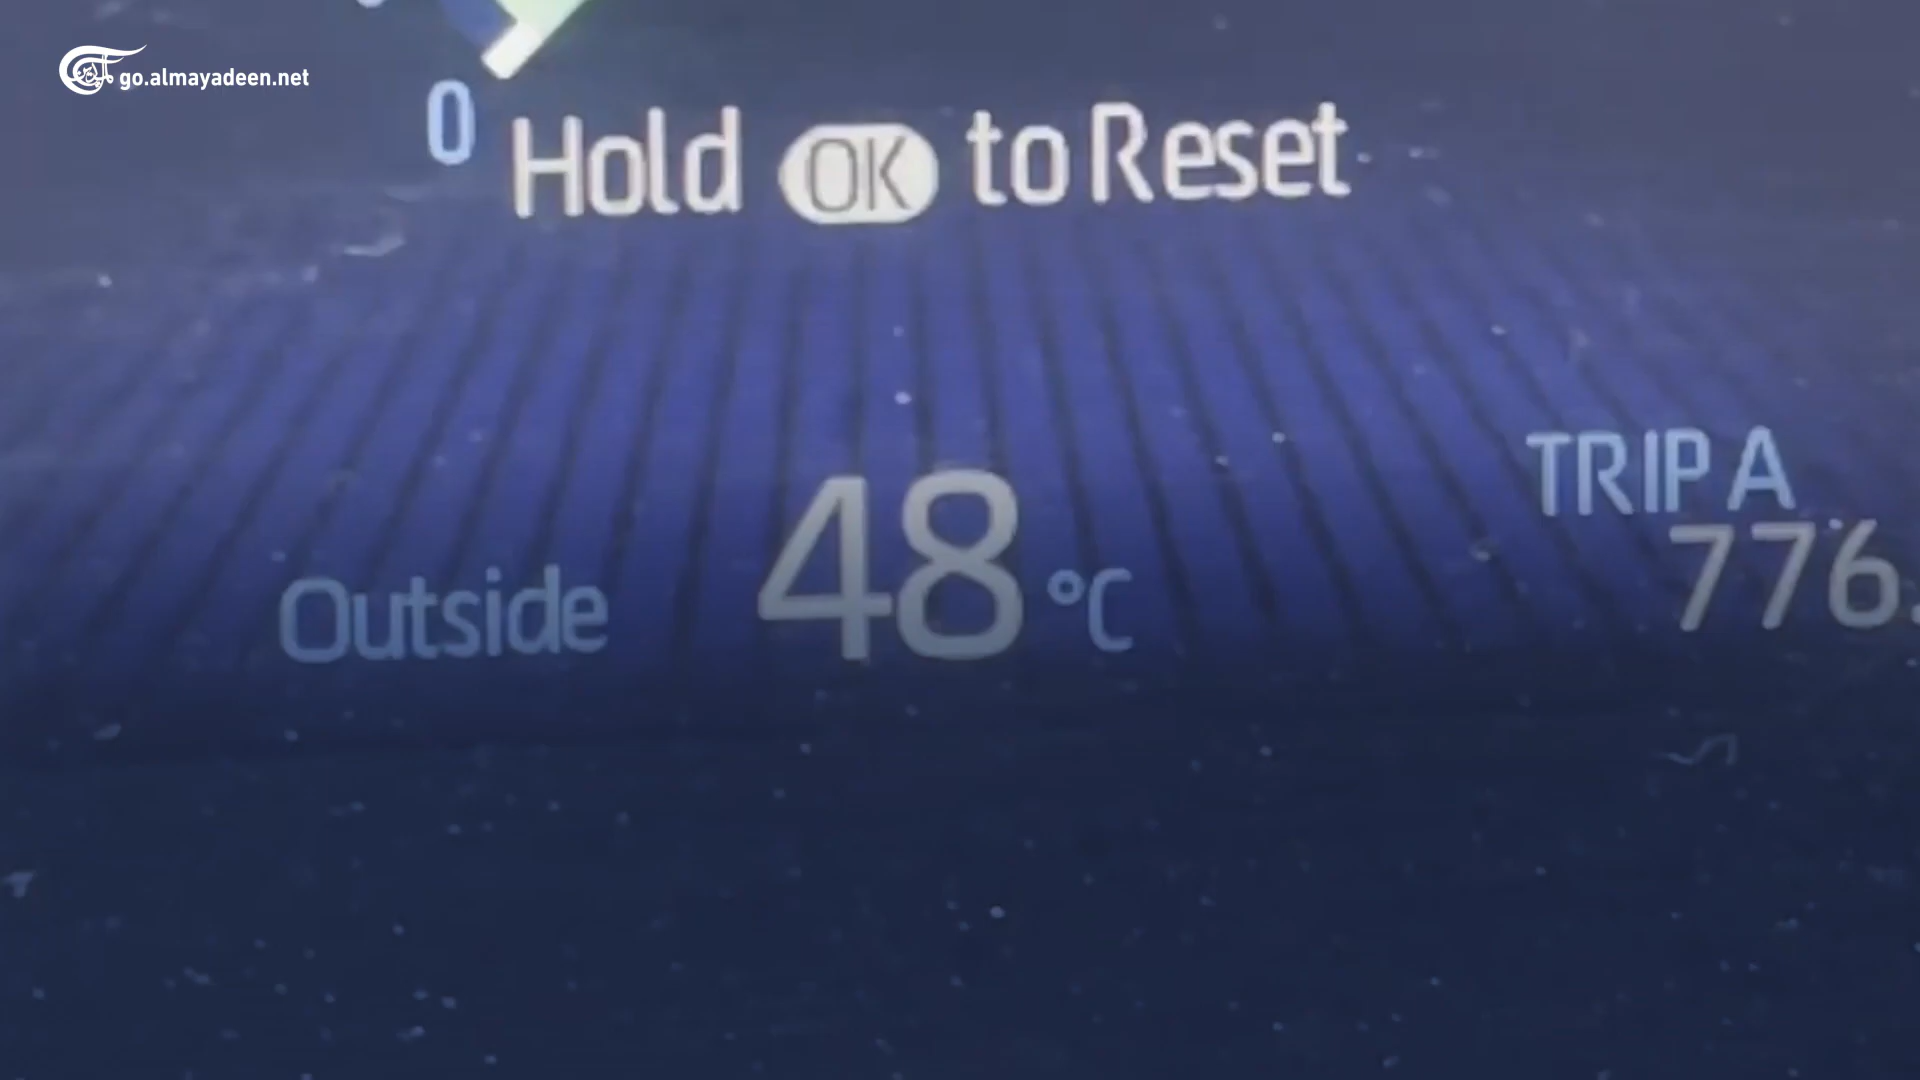 go.almayadeen.net
0
Hold OK to Reset
TRIP A
776.
Outside 48 °C